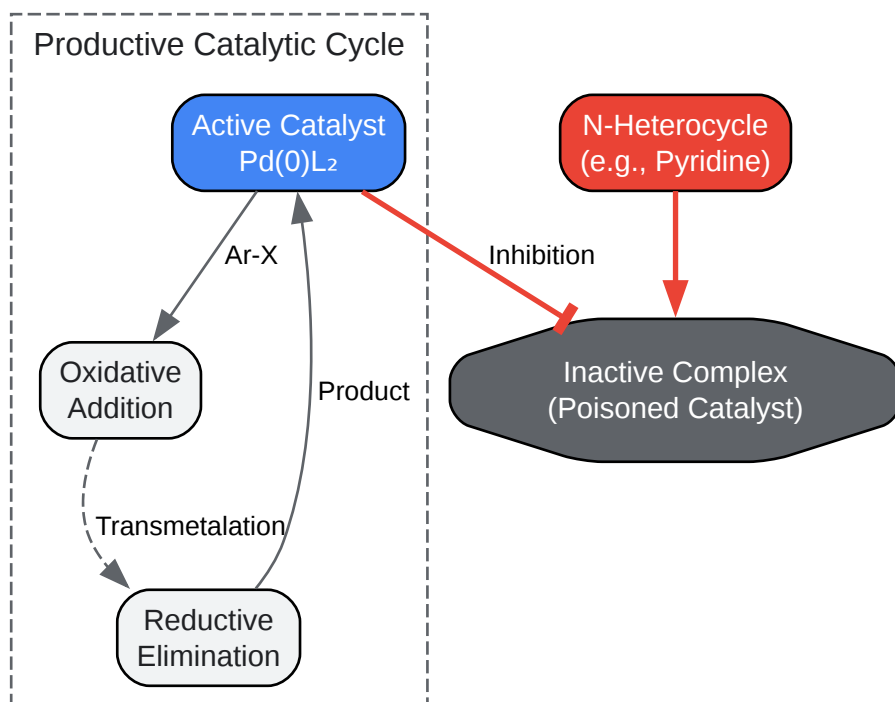 Productive Catalytic Cycle
Active Catalyst
Pd(0)L₂
N-Heterocycle
(e.g., Pyridine)
Ar-X
Inhibition
Oxidative
Addition
Product
Inactive Complex
(Poisoned Catalyst)
Transmetalation
Reductive
Elimination